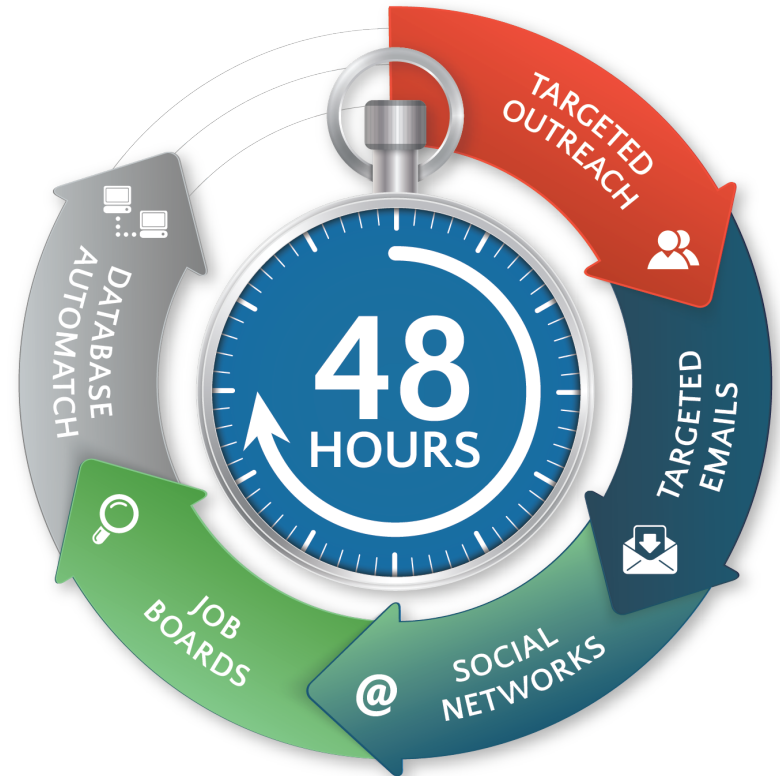 TARGETED
OUTREACH
TARGETED
EMAILS
SOCIAL
NETWORKS
@
JOB
BOARDS
DATABASE
AUTOMATCH
48
HOURS